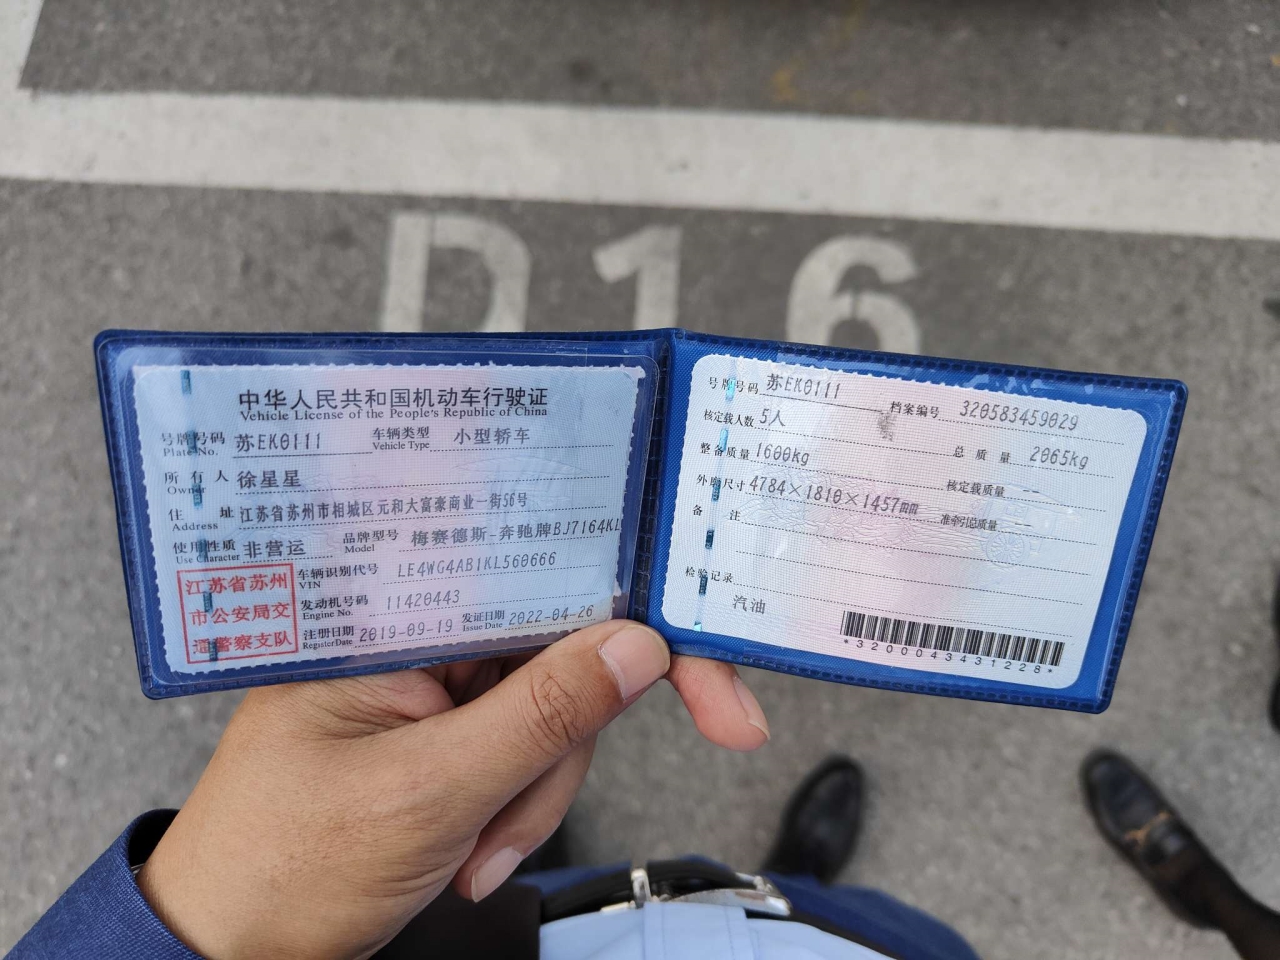 D16
中华人民共和国机动车行驶证
Vehicle License of the People's Republic of China
号牌号码 苏EK0111 车辆类型 小型轿车
Plate No. Vehicle Type
所有人 徐星星
Owner
住址 江苏省苏州市相城区元和大富豪商业一街56号
Address
使用性质 非营运 品牌型号 梅赛德斯-奔驰牌BJ7164KL
Use Character Model
江苏省苏州
市公安局交
通警察支队
车辆识别代号 LE4WG4AB1KL560666
VIN
发动机号码 11420443
Engine No.
注册日期 2019-09-19 发证日期 2022-04-26
Register Date Issue Date
号牌号码 苏EK0111 档案编号 320583459029
核定载人数 5人 总质量 2065kg
整备质量 1600kg 核定载质量
外廓尺寸 4784×1810×1457mm 准牵引总质量
备注
检验记录
汽油
*3200043431228*